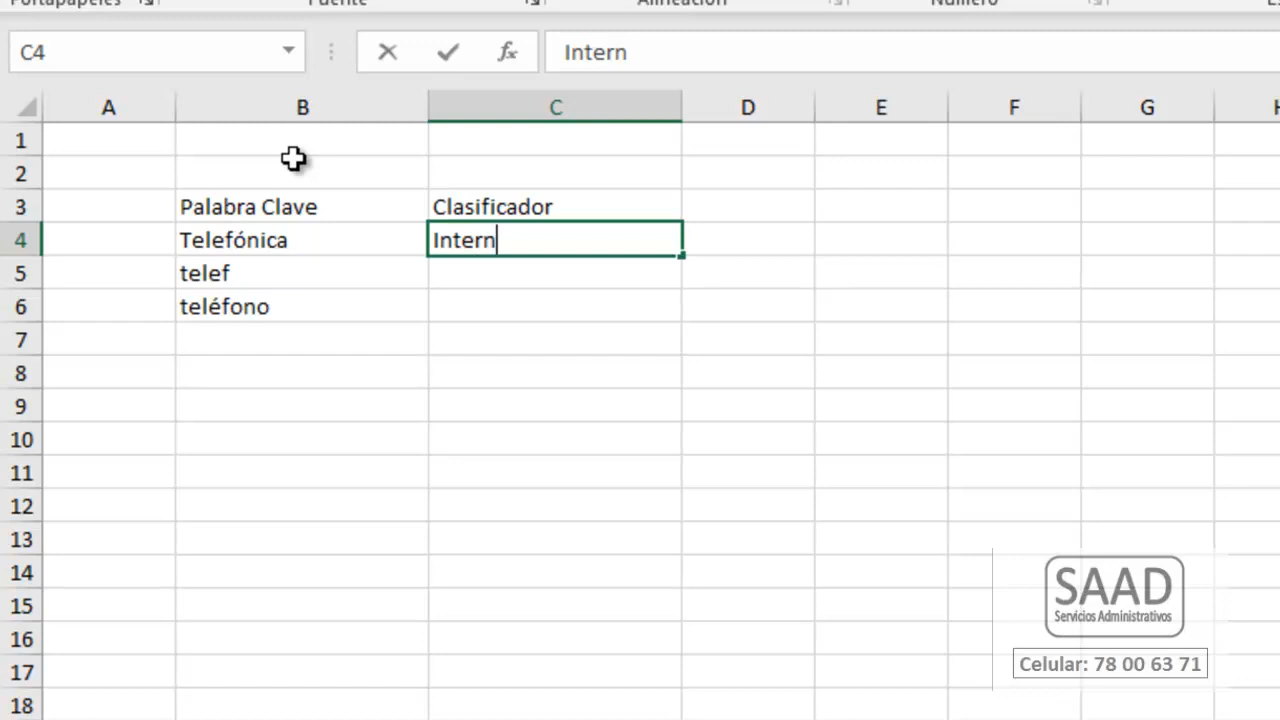 Portapapeles Fuente Alineación Número
C4 fx Intern
A B C D E F G
1
2
3 Palabra Clave Clasificador
4 Telefónica Intern
5 telef
6 teléfono
7
8
9
10
11
12
13
14
15
16
17
18
SAAD
Servicios Administrativos
Celular: 78 00 63 71